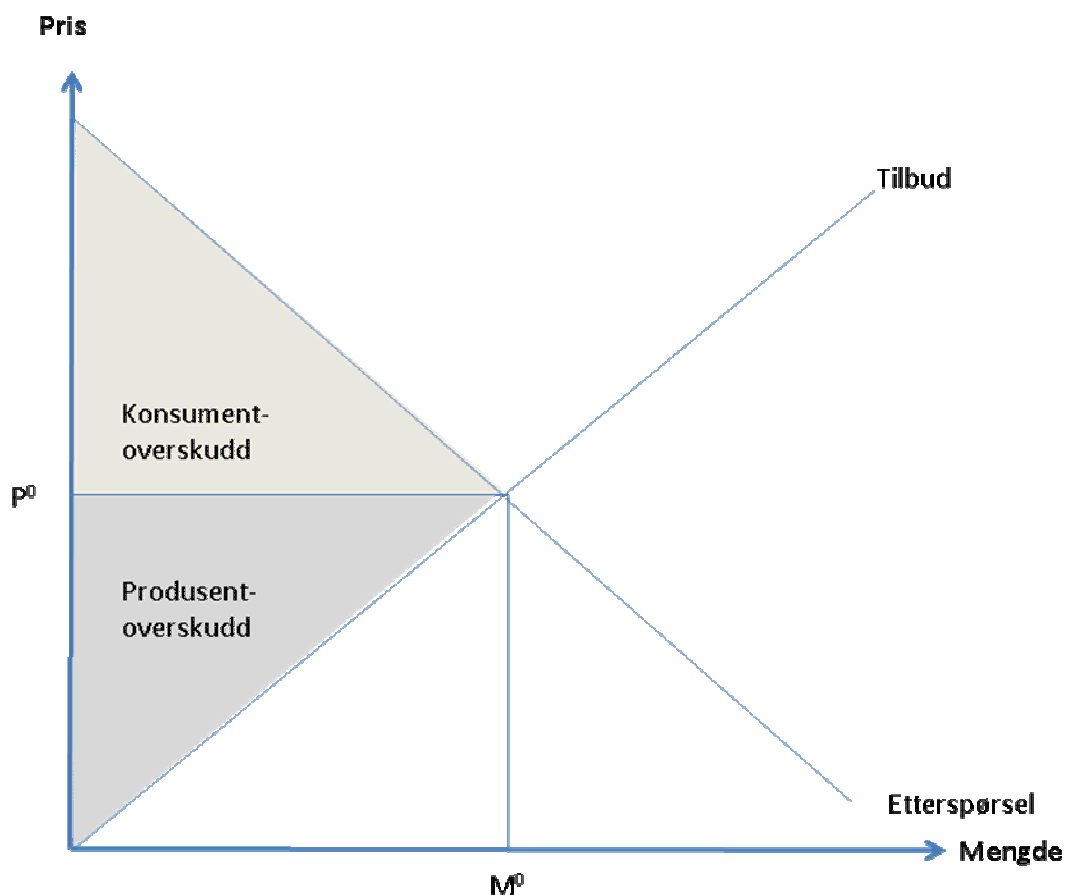 Pris
Tilbud
Konsument-
overskudd
P⁰
Produsent-
overskudd
Etterspørsel
Mengde
M⁰